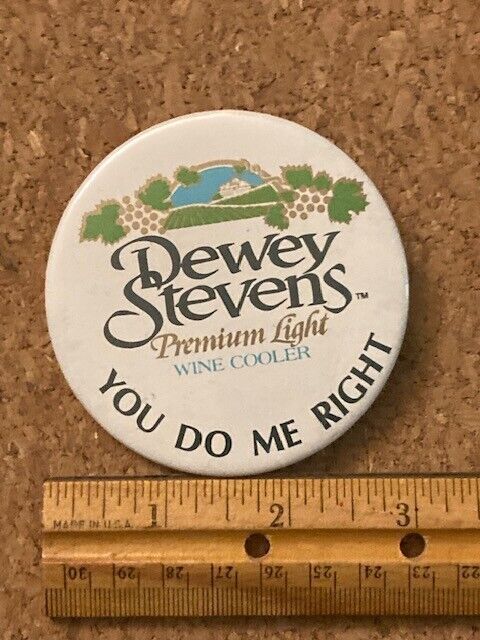 Dewey
Stevens™
Premium Light
WINE COOLER
YOU DO ME RIGHT
1 2 3
MADE IN U.S.A.
30 29 28 27 26 25 24 23 22